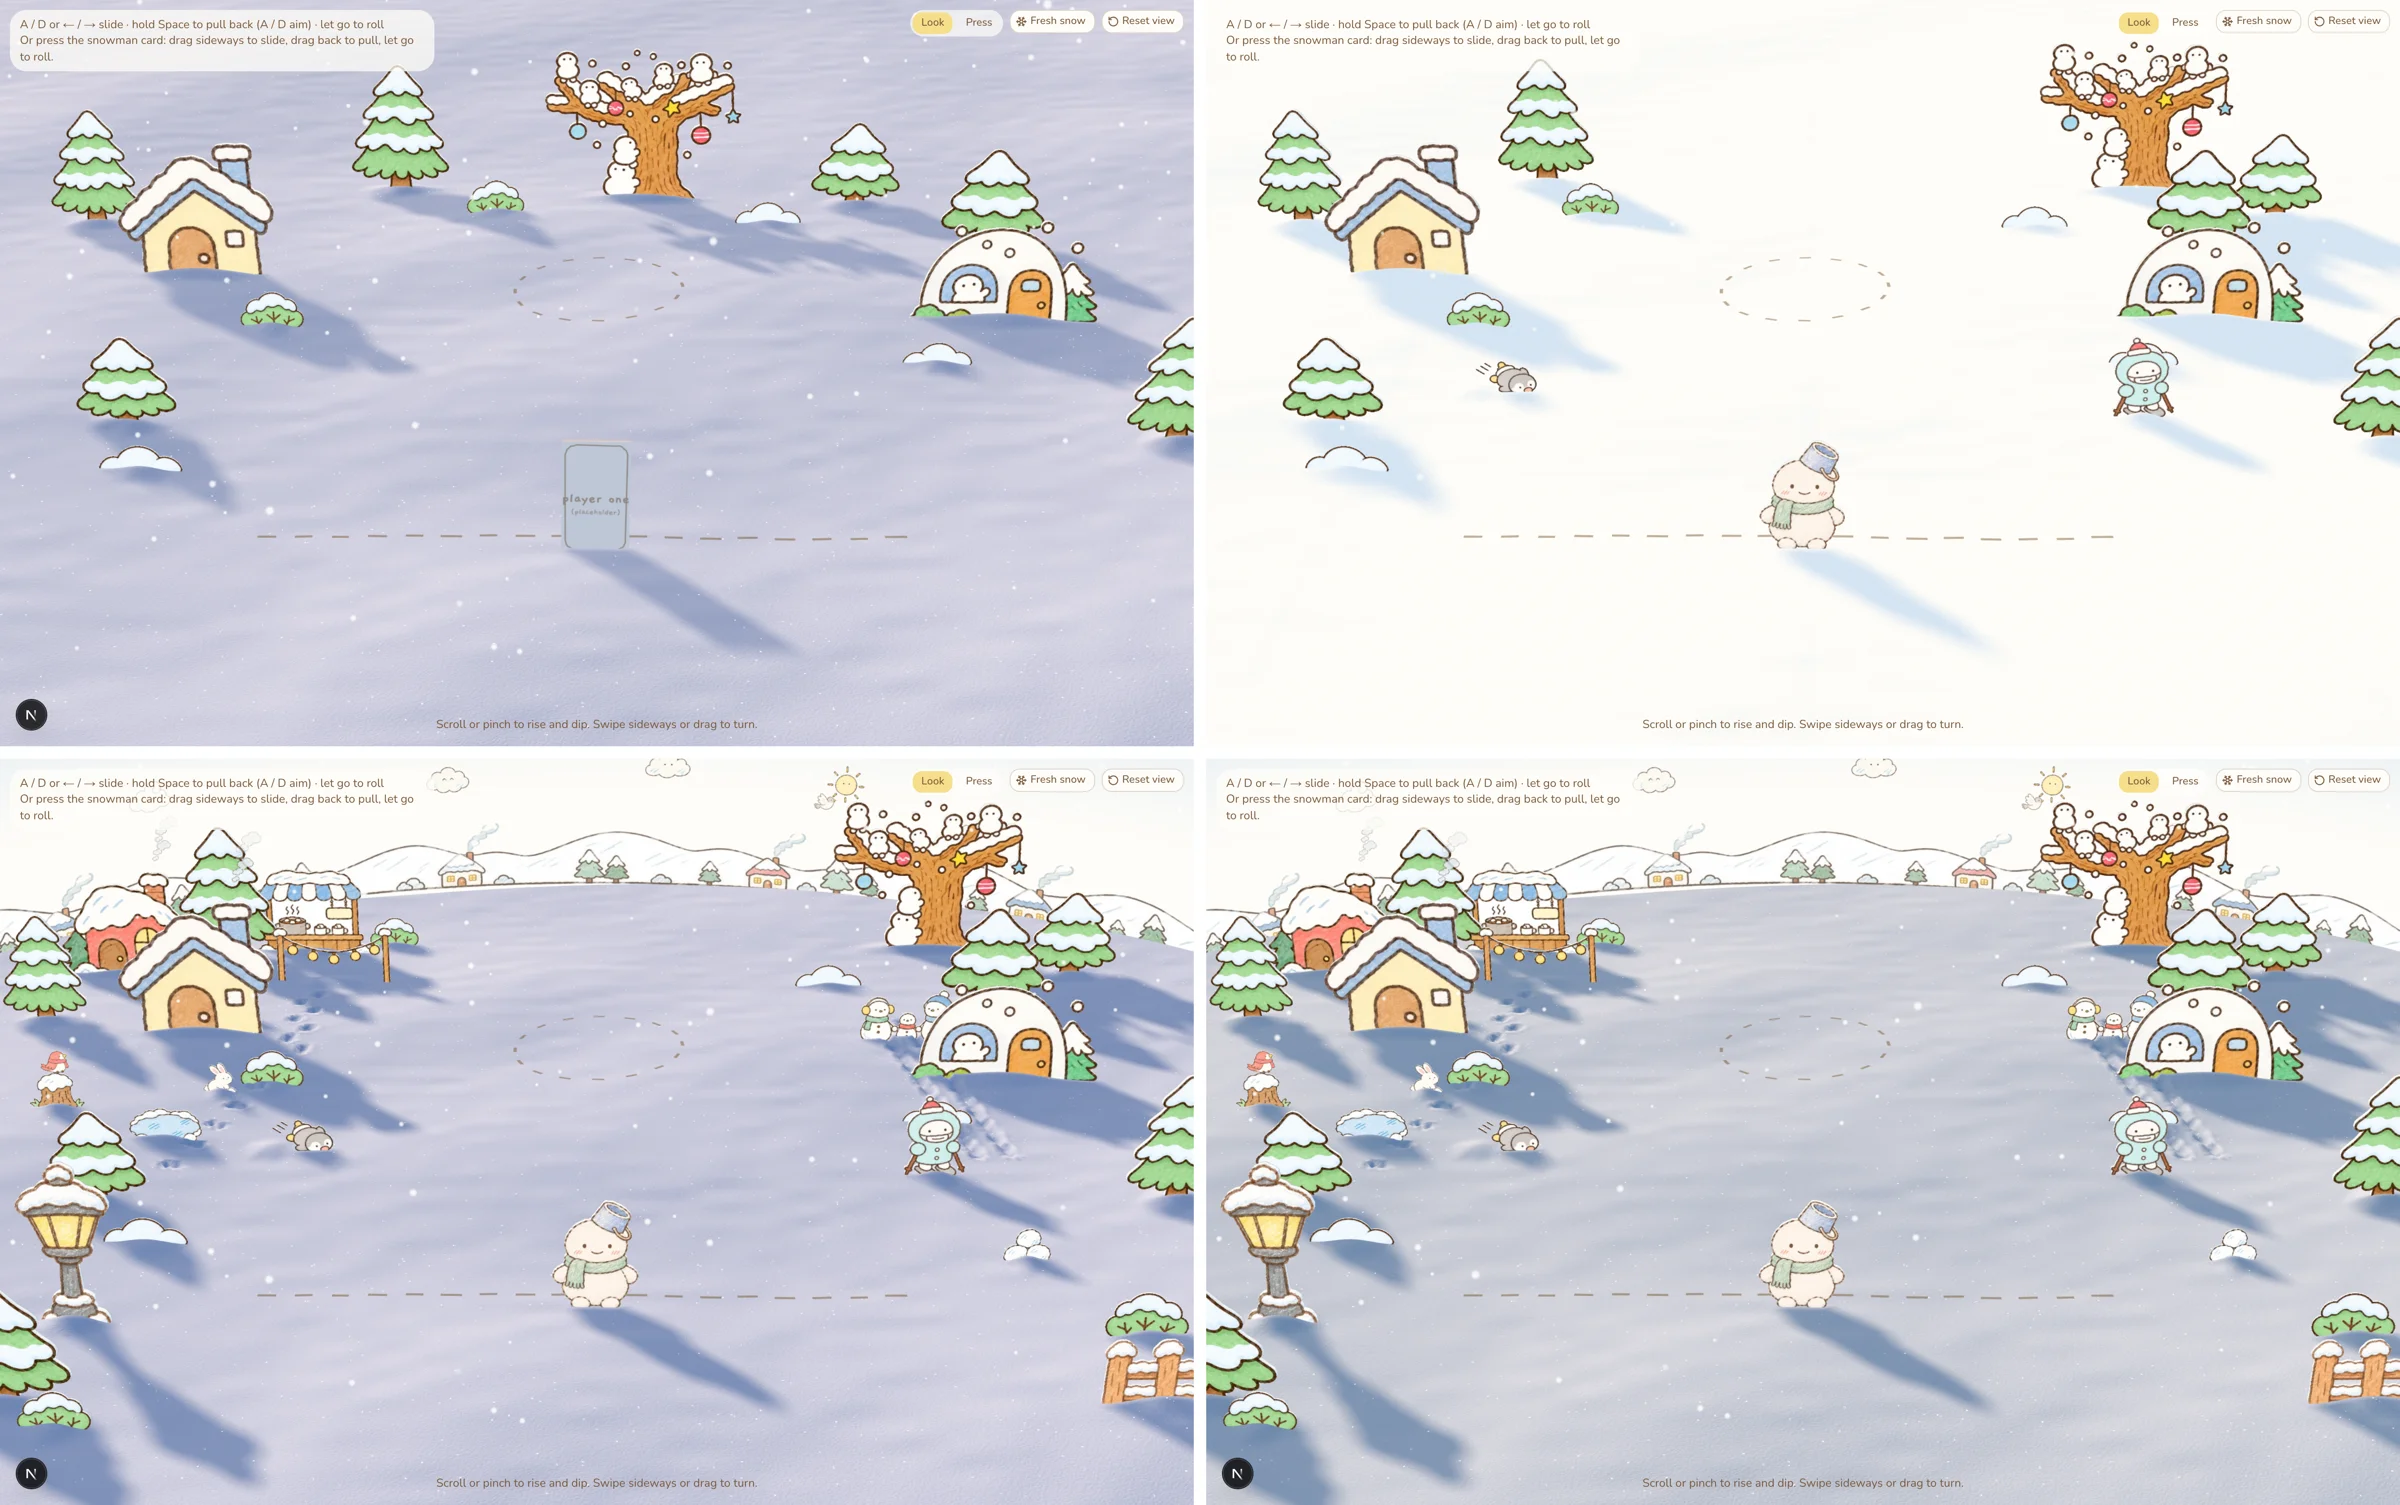 A / D or ← / → slide · hold Space to pull back (A / D aim) · let go to roll
Or press the snowman card: drag sideways to slide, drag back to pull, let go
to roll.
Look
Press
Fresh snow
Reset view
player one
(placeholder)
N
Scroll or pinch to rise and dip. Swipe sideways or drag to turn.
A / D or ← / → slide · hold Space to pull back (A / D aim) · let go to roll
Or press the snowman card: drag sideways to slide, drag back to pull, let go
to roll.
Look
Press
Fresh snow
Reset view
Scroll or pinch to rise and dip. Swipe sideways or drag to turn.
A / D or ← / → slide · hold Space to pull back (A / D aim) · let go to roll
Or press the snowman card: drag sideways to slide, drag back to pull, let go
to roll.
Look
Press
Fresh snow
Reset view
N
Scroll or pinch to rise and dip. Swipe sideways or drag to turn.
A / D or ← / → slide · hold Space to pull back (A / D aim) · let go to roll
Or press the snowman card: drag sideways to slide, drag back to pull, let go
to roll.
Look
Press
Fresh snow
Reset view
N
Scroll or pinch to rise and dip. Swipe sideways or drag to turn.